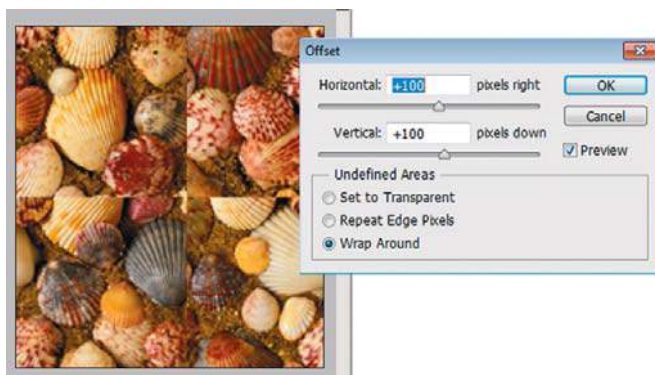 Offset
Horizontal: +100 pixels right
OK
Cancel
Vertical: +100 pixels down
Preview
Undefined Areas
Set to Transparent
Repeat Edge Pixels
Wrap Around